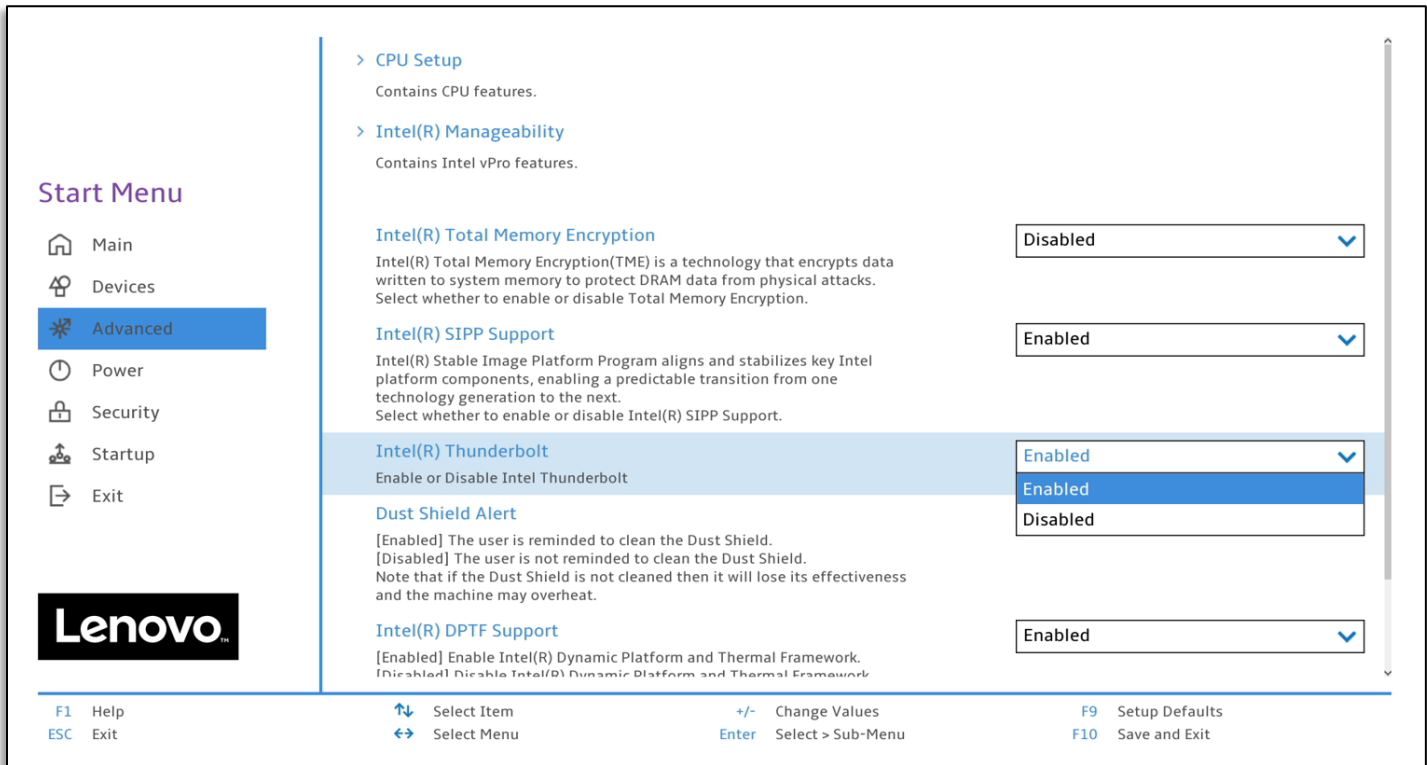 Start Menu
Main
Devices
Advanced
Power
Security
Startup
Exit
Lenovo™
> CPU Setup
Contains CPU features.
> Intel(R) Manageability
Contains Intel vPro features.
Intel(R) Total Memory Encryption
Disabled
Intel(R) Total Memory Encryption(TME) is a technology that encrypts data
written to system memory to protect DRAM data from physical attacks.
Select whether to enable or disable Total Memory Encryption.
Intel(R) SIPP Support
Enabled
Intel(R) Stable Image Platform Program aligns and stabilizes key Intel
platform components, enabling a predictable transition from one
technology generation to the next.
Select whether to enable or disable Intel(R) SIPP Support.
Intel(R) Thunderbolt
Enabled
Enable or Disable Intel Thunderbolt
Enabled
Disabled
Dust Shield Alert
[Enabled] The user is reminded to clean the Dust Shield.
[Disabled] The user is not reminded to clean the Dust Shield.
Note that if the Dust Shield is not cleaned then it will lose its effectiveness
and the machine may overheat.
Intel(R) DPTF Support
Enabled
[Enabled] Enable Intel(R) Dynamic Platform and Thermal Framework.
[Disabled] Disable Intel(R) Dynamic Platform and Thermal Framework
F1 Help
↑↓ Select Item
+/- Change Values
F9 Setup Defaults
ESC Exit
↔ Select Menu
Enter Select > Sub-Menu
F10 Save and Exit